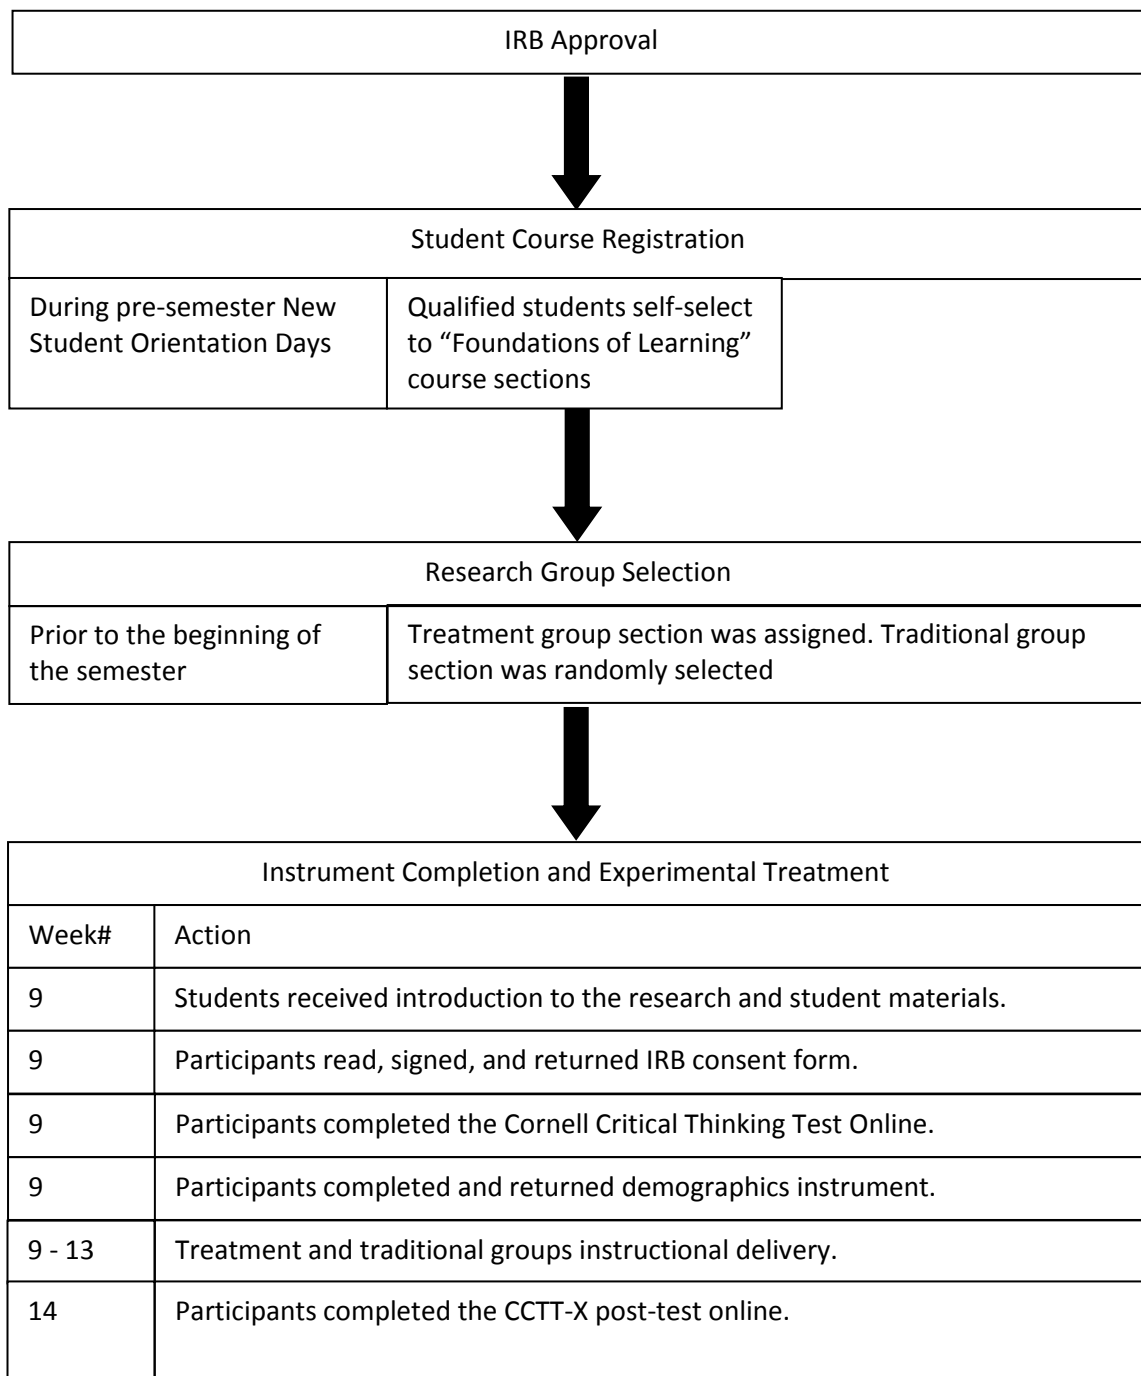 IRB Approval
Student Course Registration
During pre-semester New
Student Orientation Days
Qualified students self-select
to “Foundations of Learning”
course sections
Research Group Selection
Prior to the beginning of
the semester
Treatment group section was assigned. Traditional group
section was randomly selected
Instrument Completion and Experimental Treatment
Week# Action
9 Students received introduction to the research and student materials.
9 Participants read, signed, and returned IRB consent form.
9 Participants completed the Cornell Critical Thinking Test Online.
9 Participants completed and returned demographics instrument.
9 - 13 Treatment and traditional groups instructional delivery.
14 Participants completed the CCTT-X post-test online.